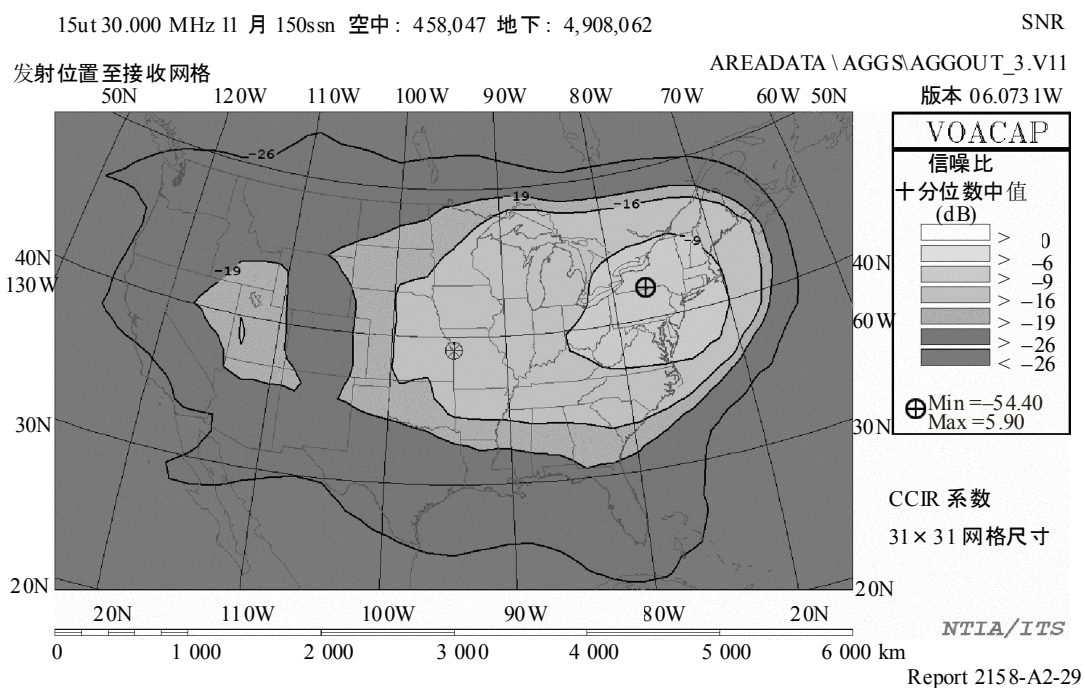 15ut 30.000 MHz 11 月 150ssn 空中: 458,047 地下: 4,908,062
SNR
发射位置至接收网格
AREADATA\AGGS\AGGOUT_3.V11
50N 120W 110W 100W 90W 80W 70W 60W 50N
版本 06.0731W
VOACAP
信噪比
十分位数中值
(dB)
> 0
> -6
> -9
> -16
> -19
> -26
< -26
Min =-54.40
Max =5.90
-26
-19
-16
-9
-19
40N
130W
30N
20N
40N
60W
30N
20N
CCIR 系数
31×31 网格尺寸
20N 110W 100W 90W 80W 20N
NTIA/ITS
0 1 000 2 000 3 000 4 000 5 000 6 000 km
Report 2158-A2-29